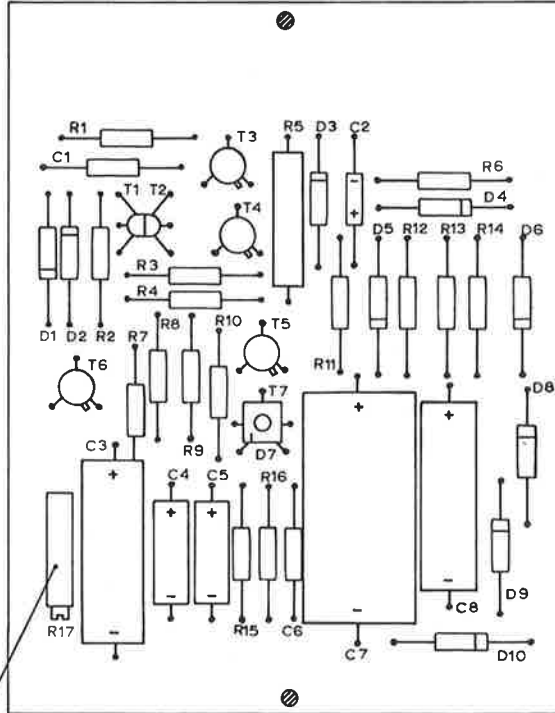 R1
T3
R5 D3 C2
C1
R6
T1 T2
D4
T4
D5 R12 R13 R14 D6
R3
R4
D1 D2 R2
R7 R8 R10 T5
R11
T6
T7
D8
R9
D7
C3
C4 C5
R16
+
+
+
+
+
-
+
-
-
-
-
-
D9
C8
R17
R15
C6
C7
D10